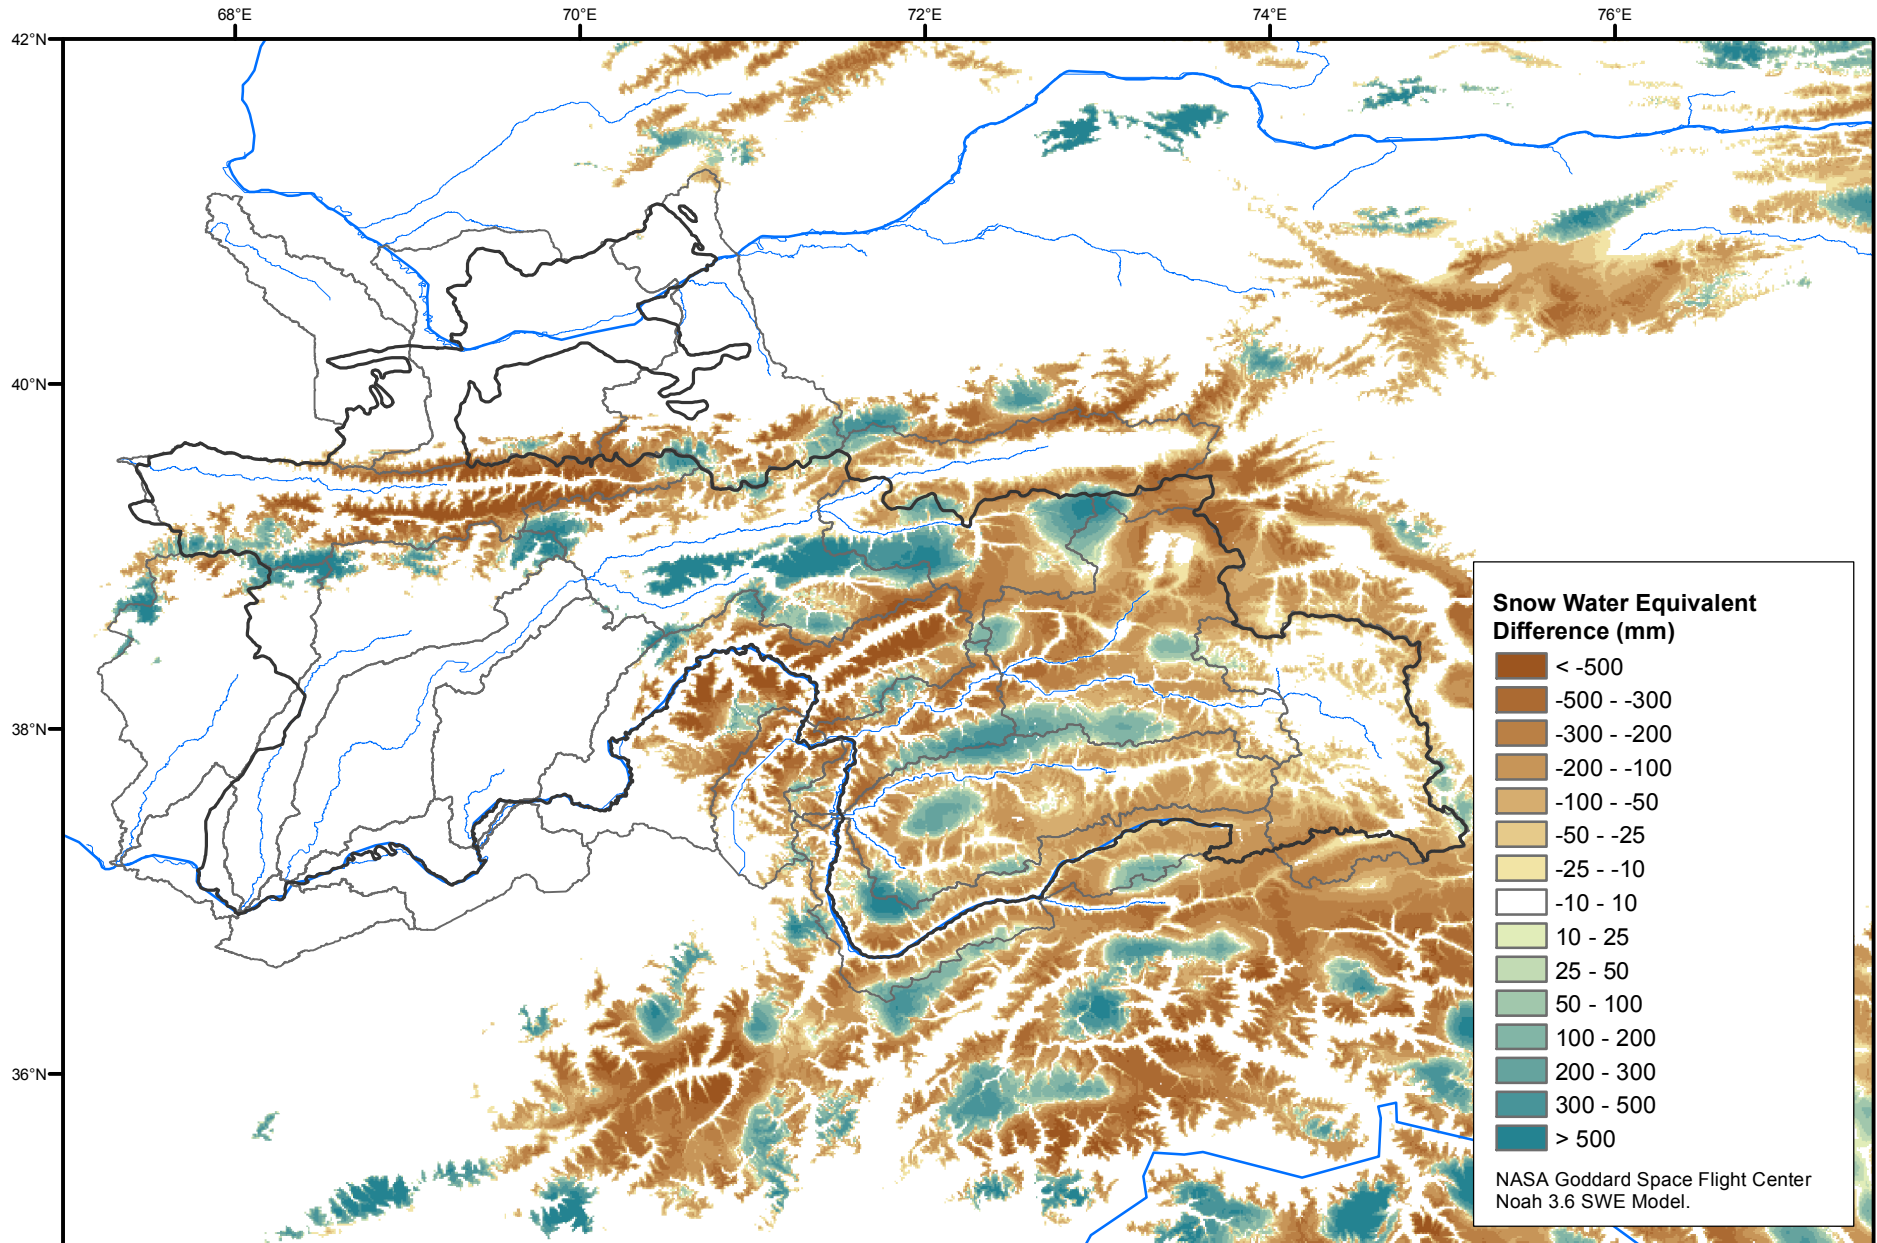 68°E
70°E
72°E
74°E
76°E
42°N
40°N
38°N
36°N
Snow Water Equivalent
Difference (mm)
< -500
-500 - -300
-300 - -200
-200 - -100
-100 - -50
-50 - -25
-25 - -10
-10 - 10
10 - 25
25 - 50
50 - 100
100 - 200
200 - 300
300 - 500
> 500
NASA Goddard Space Flight Center
Noah 3.6 SWE Model.